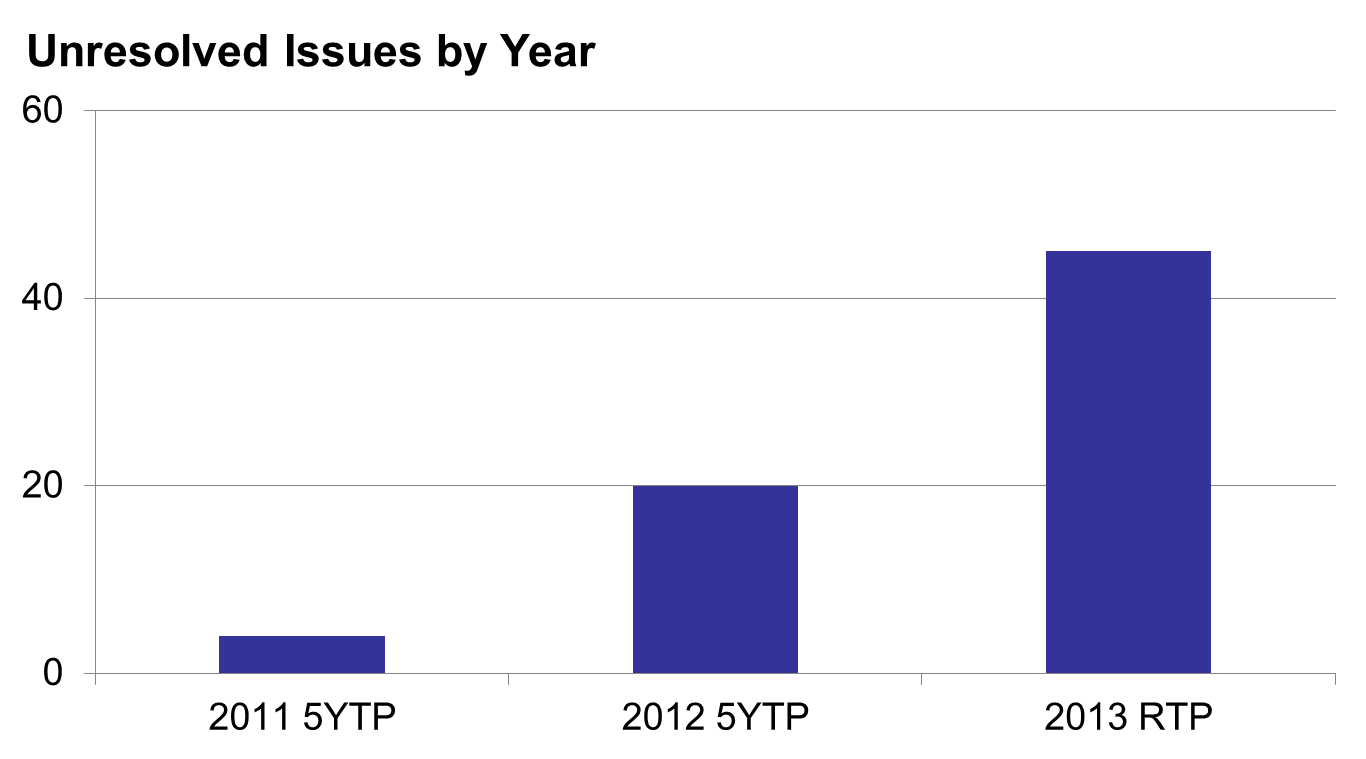 Unresolved Issues by Year
60
40
20
0
2011 5YTP
2012 5YTP
2013 RTP